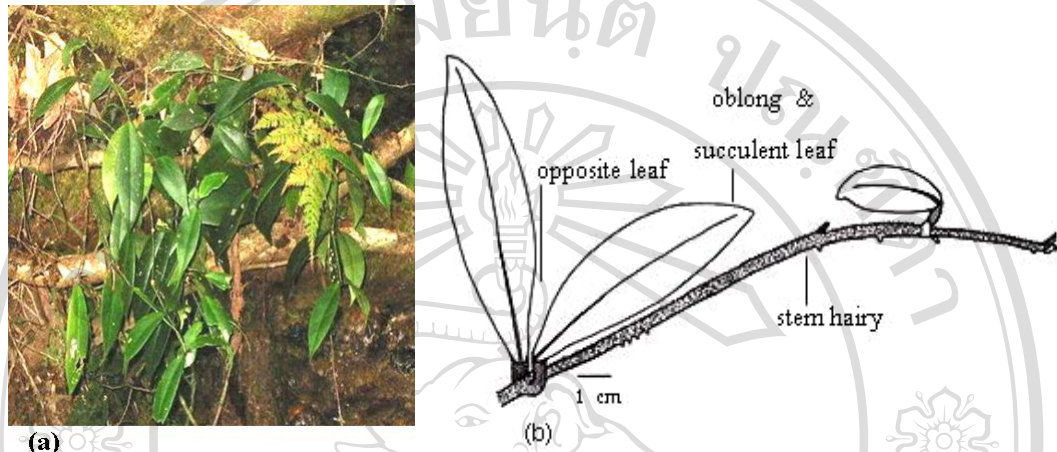 oblong &
succulent leaf
opposite leaf
stem hairy
1 cm
(a)
(b)